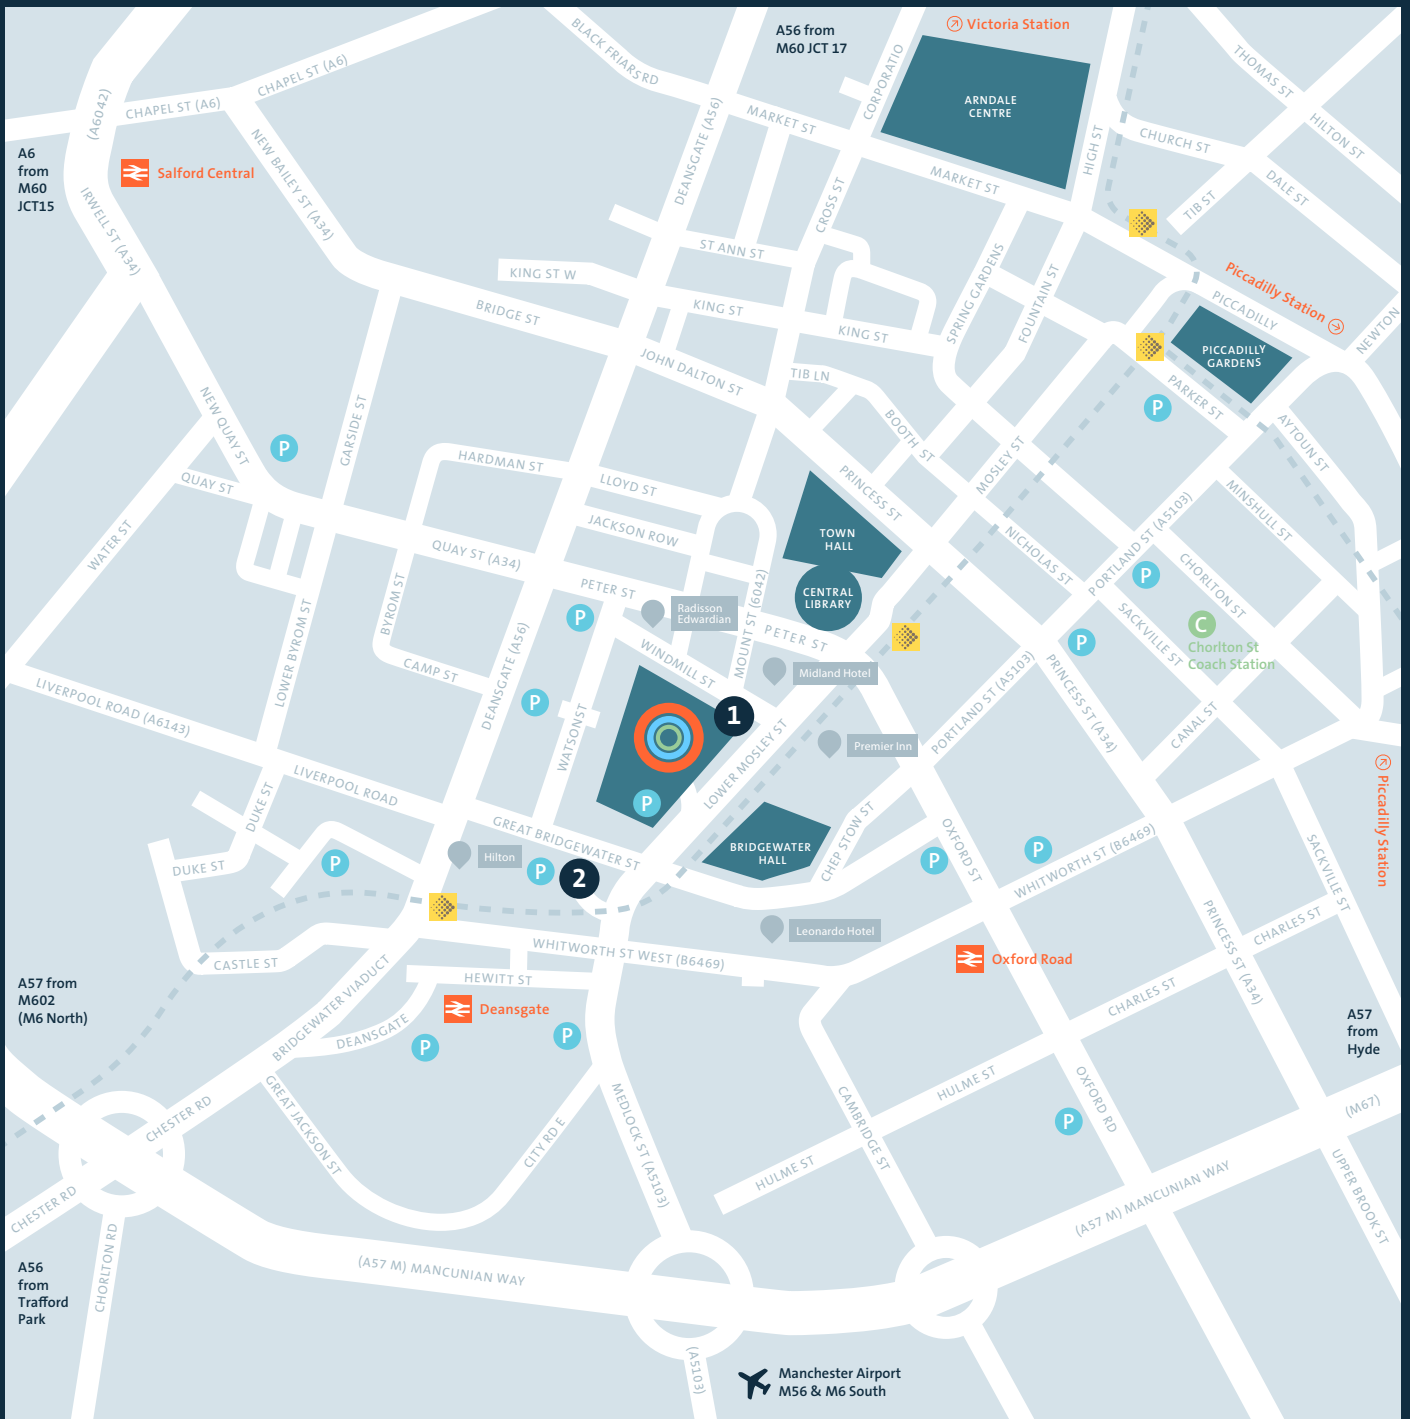 A56 from
M60 JCT 17
Victoria Station
BLACK FRIARS RD
CHAPEL ST (A6)
CHAPEL ST (A6)
(A6042)
CORPORATIO
ARNDALE
CENTRE
THOMAS ST
HILTON ST
CHURCH ST
HIGH ST
DALE ST
TIB ST
DEANSGATE (A56)
MARKET ST
MARKET ST
A6
from
M60
JCT15
Salford Central
NEW BAILEY ST (A34)
IRWELL ST (A34)
CROSS ST
ST ANN ST
KING ST W
KING ST
KING ST
BRIDGE ST
SPRING GARDENS
FOUNTAIN ST
Piccadilly Station
PICCADILLY
NEWTON
PICCADILLY
GARDENS
PARKER ST
P
AYTOUN ST
JOHN DALTON ST
TIB LN
BOOTH ST
MOSLEY ST
NEW QUAY ST
GARSIDE ST
P
HARDMAN ST
LLOYD ST
JACKSON ROW
PRINCESS ST
QUAY ST
WATER ST
QUAY ST (A34)
TOWN
HALL
CENTRAL
LIBRARY
NICHOLAS ST
PORTLAND ST (A5103)
MINSHULL ST
CHORLTON ST
P
SACKVILLE ST
C
Chorlton St
Coach Station
P
BYROM ST
LOWER BYROM ST
PETER ST
Radisson
Edwardian
P
WINDMILL ST
MOUNT ST (6042)
PETER ST
Midland Hotel
CAMP ST
DEANSGATE (A56)
P
WATSON ST
1
P
LOWER MOSLEY ST
Premier Inn
PORTLAND ST (A5103)
PRINCESS ST (A34)
CANAL ST
LIVERPOOL ROAD (A6143)
LIVERPOOL ROAD
DUKE ST
DUKE ST
P
GREAT BRIDGEWATER ST
Hilton
P
2
BRIDGEWATER
HALL
CHEP STOW ST
OXFORD ST
P
P
WHITWORTH ST (B6469)
Piccadilly Station
SACKVILLE ST
Leonardo Hotel
Oxford Road
CHARLES ST
CHARLES ST
PRINCESS ST (A34)
CASTLE ST
WHITWORTH ST WEST (B6469)
HEWITT ST
Deansgate
BRIDGEWATER VIADUCT
DEANSGATE
P
P
A57 from
M602
(M6 North)
A57
from
Hyde
CHESTER RD
CHESTER RD
GREAT JACKSON ST
CITY RD E
MEDLOCK ST (A5103)
CAMBRIDGE ST
HULME ST
HULME ST
OXFORD RD
P
(M67)
(A57 M) MANCUNIAN WAY
UPPER BROOK ST
CHORLTON RD
A56
from
Trafford
Park
(A57 M) MANCUNIAN WAY
(A5103)
Manchester Airport
M56 & M6 South